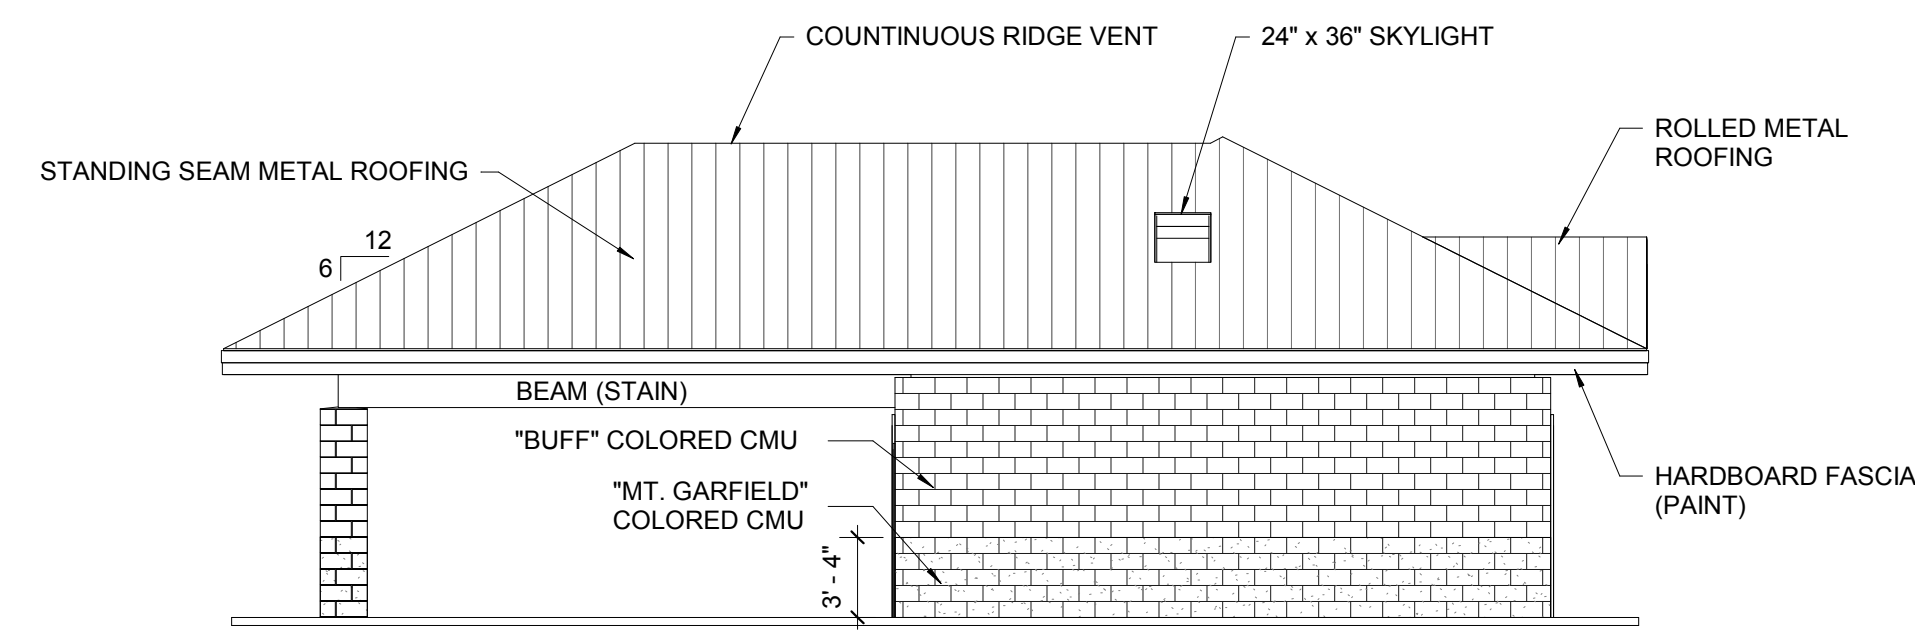 COUNTINUOUS RIDGE VENT
24" x 36" SKYLIGHT
ROLLED METAL
ROOFING
STANDING SEAM METAL ROOFING
12
6
BEAM (STAIN)
"BUFF" COLORED CMU
"MT. GARFIELD"
COLORED CMU
HARDBOARD FASCIA
(PAINT)
3' - 4"